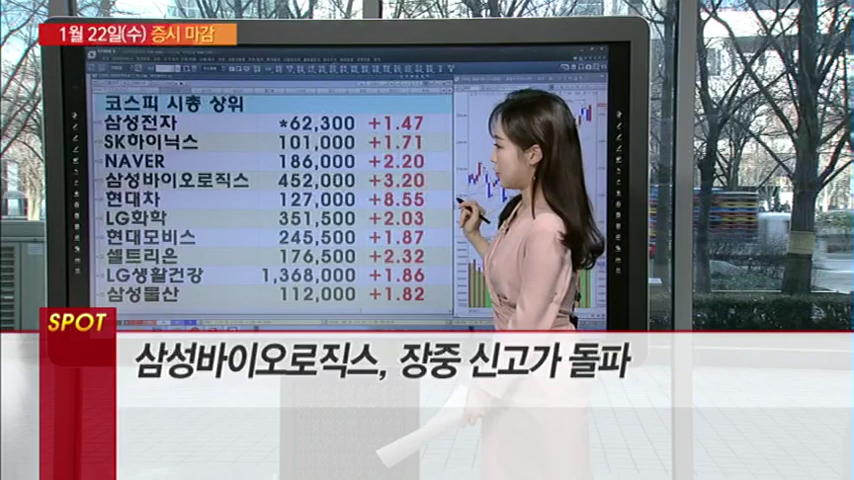 1월 22일(수) 증시 마감
코스피 시총 상위
삼성전자 *62,300 +1.47
SK하이닉스 101,000 +1.71
NAVER 186,000 +2.20
삼성바이오로직스 452,000 +3.20
현대차 127,000 +8.55
LG화학 351,500 +2.03
현대모비스 245,500 +1.87
셀트리온 176,500 +2.32
LG생활건강 1,368,000 +1.86
삼성물산 112,000 +1.82
SPOT
삼성바이오로직스, 장중 신고가 돌파